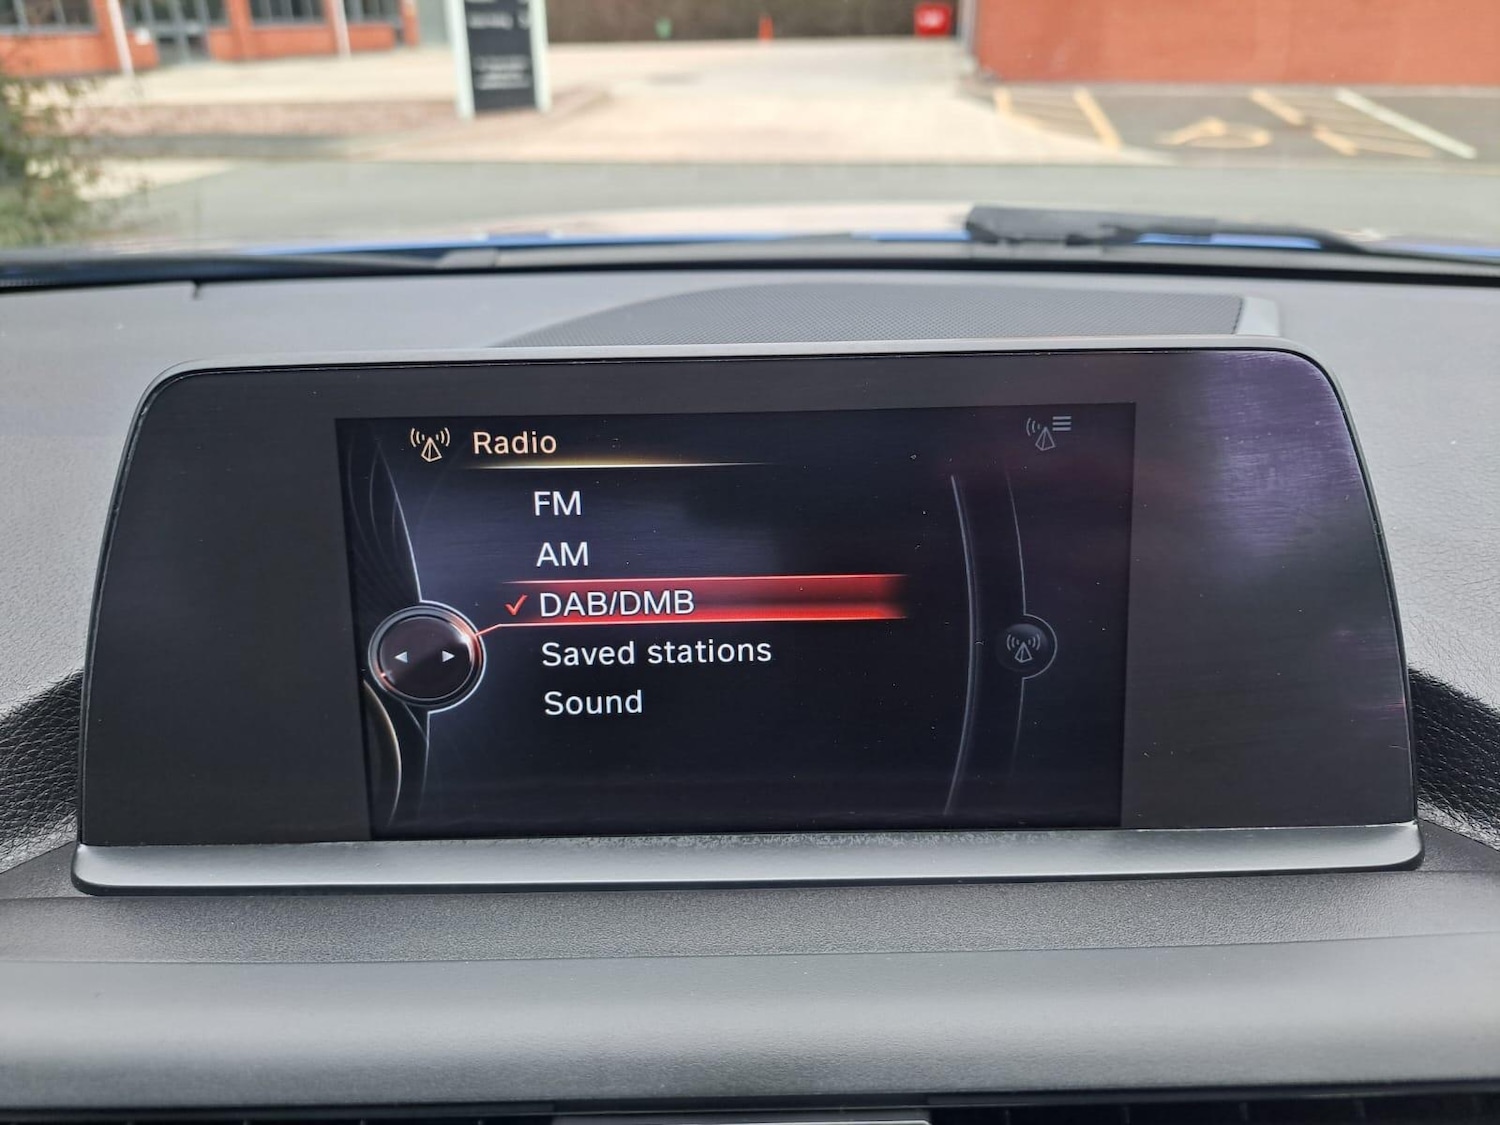 Radio
FM
AM
DAB/DMB
Saved stations
Sound